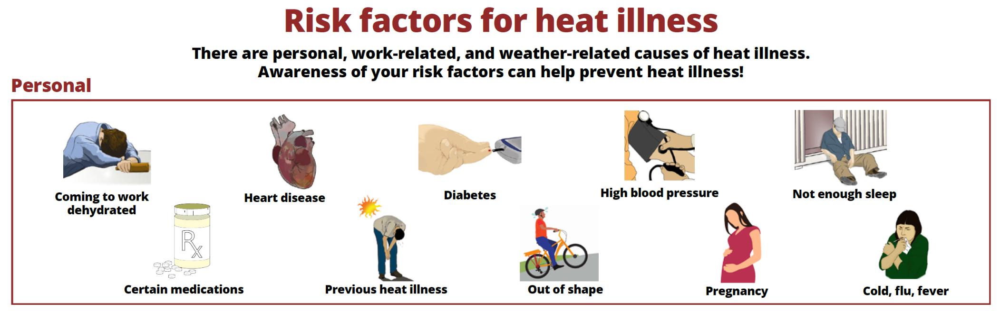 Risk factors for heat illness
There are personal, work-related, and weather-related causes of heat illness.
Awareness of your risk factors can help prevent heat illness!
Personal
Coming to work
dehydrated
Heart disease
Diabetes
High blood pressure
Not enough sleep
Rx
Certain medications
Previous heat illness
Out of shape
Pregnancy
Cold, flu, fever